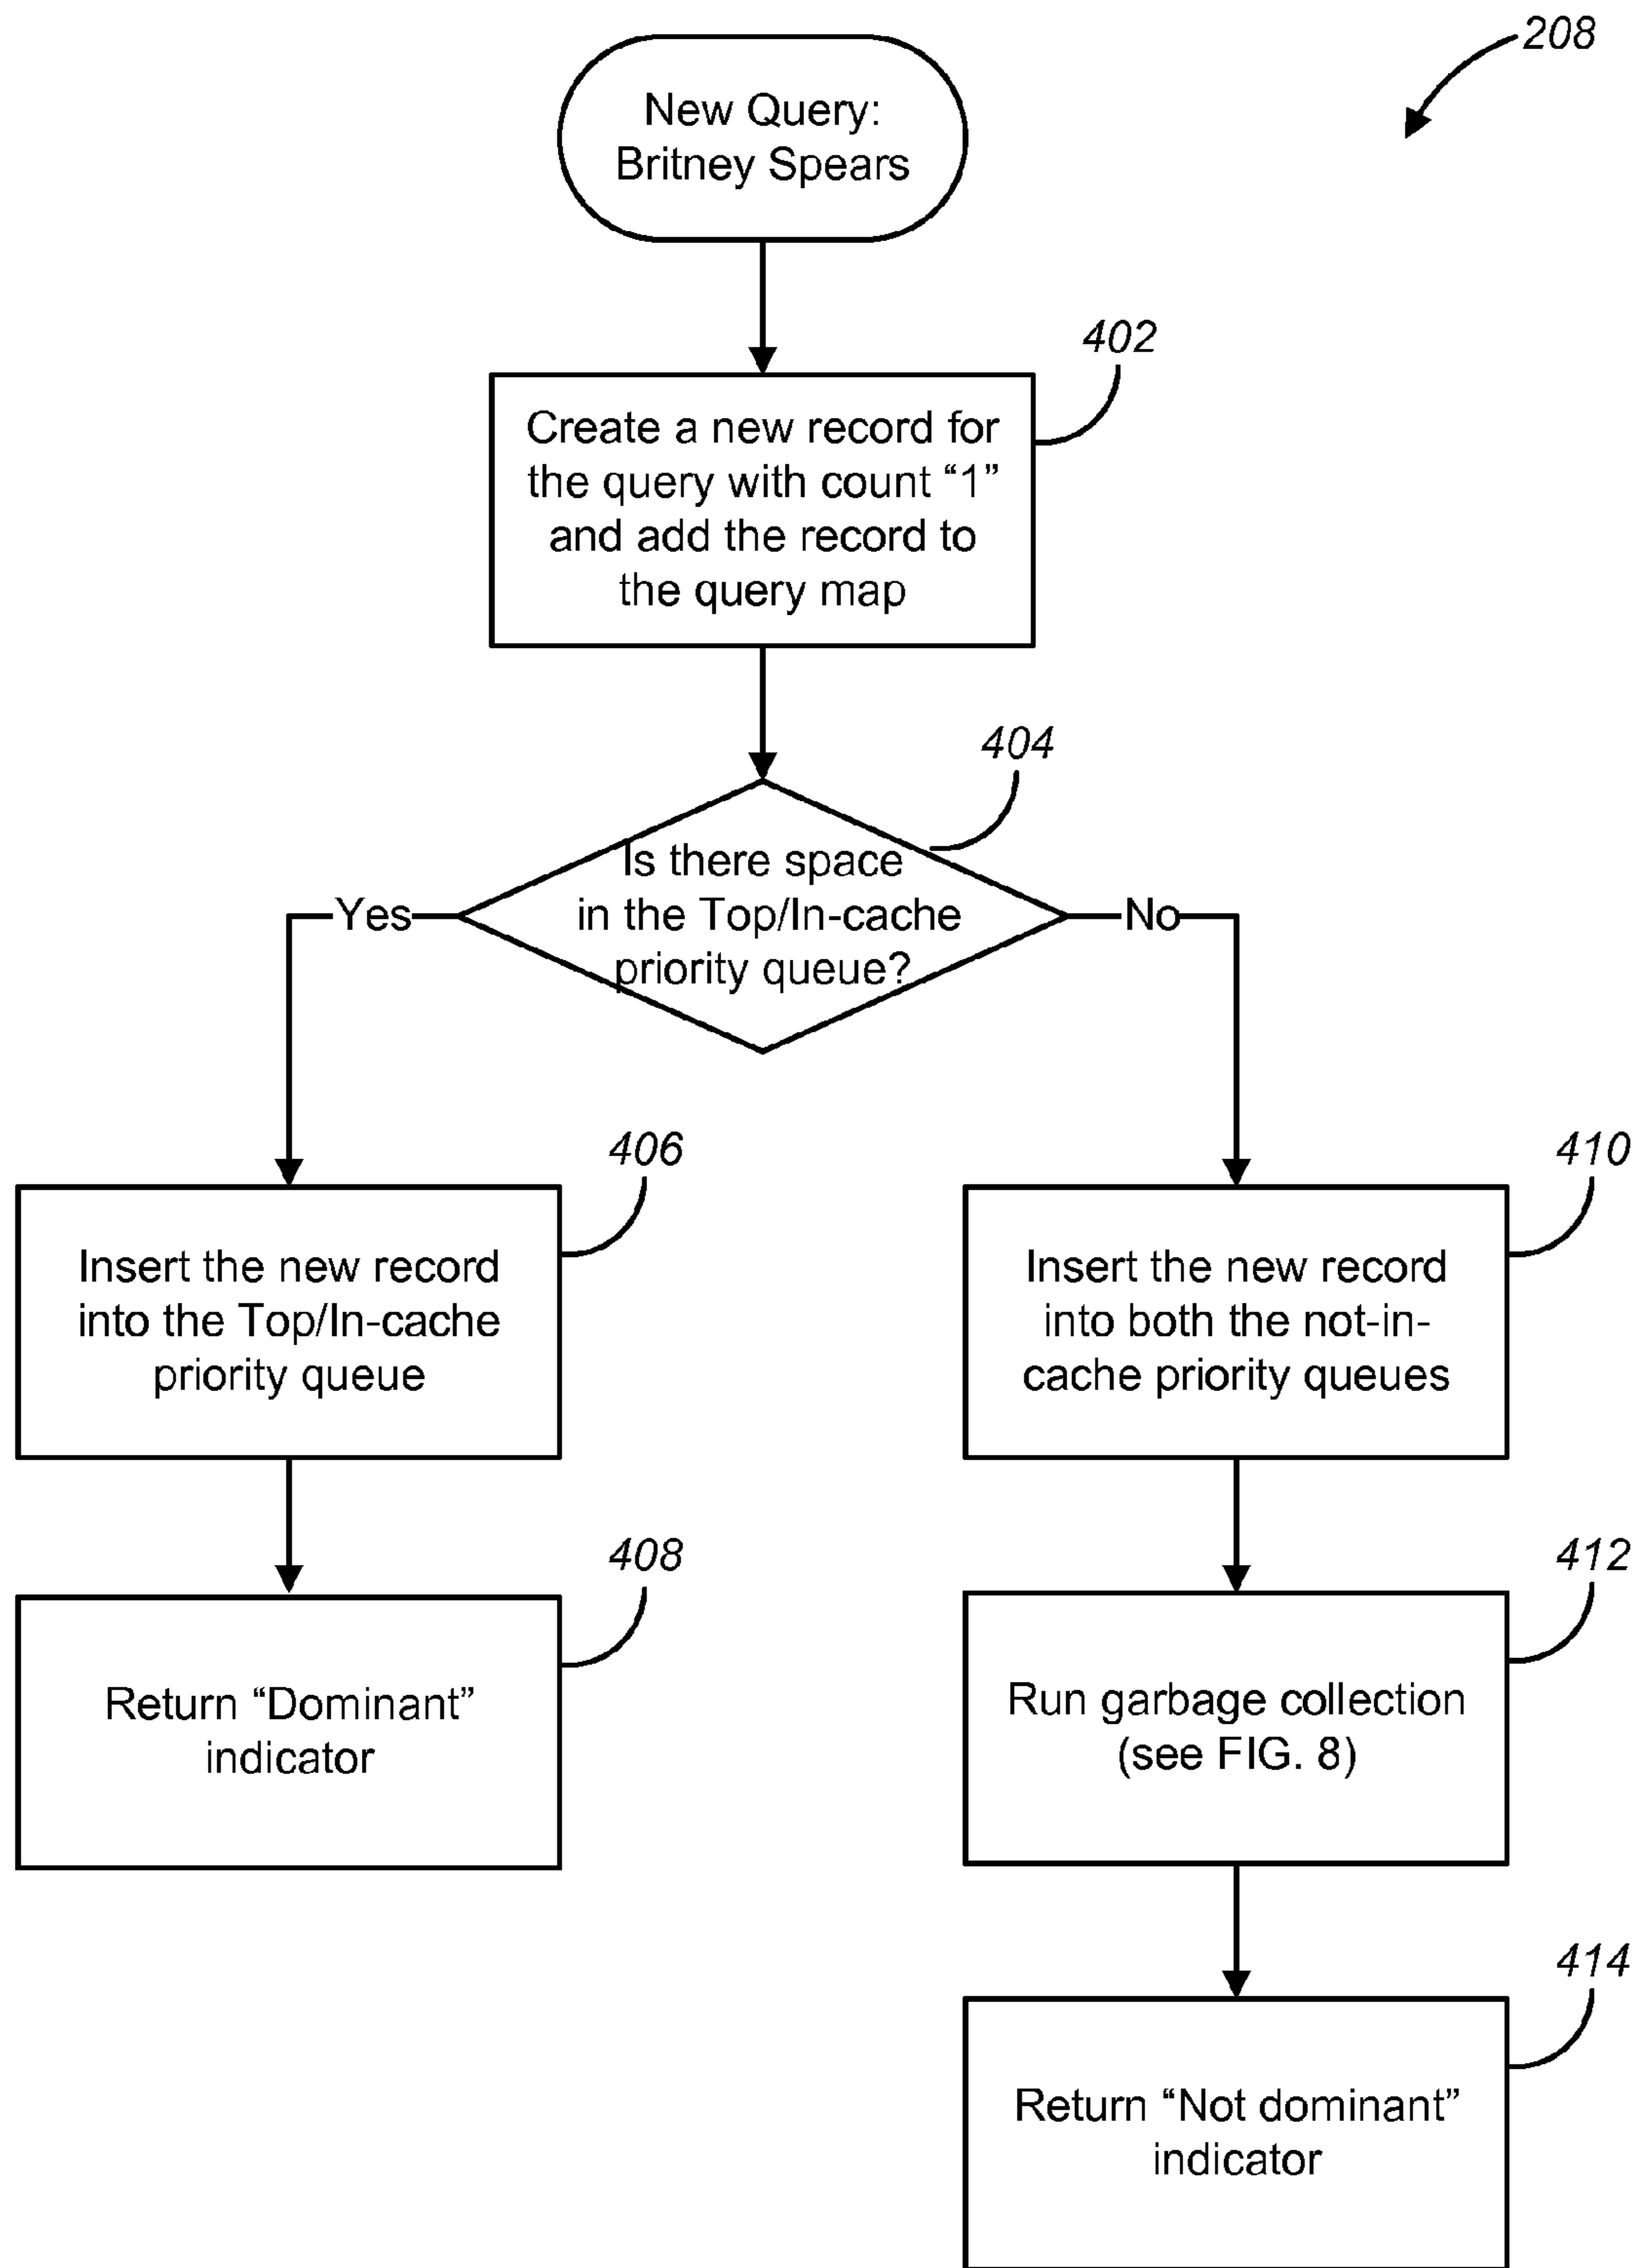 208
New Query:
Britney Spears
402
Create a new record for
the query with count “1”
and add the record to
the query map
404
Is there space
in the Top/In-cache
priority queue?
Yes
No
406
Insert the new record
into the Top/In-cache
priority queue
410
Insert the new record
into both the not-in-
cache priority queues
408
Return “Dominant”
indicator
412
Run garbage collection
(see FIG. 8)
414
Return “Not dominant”
indicator